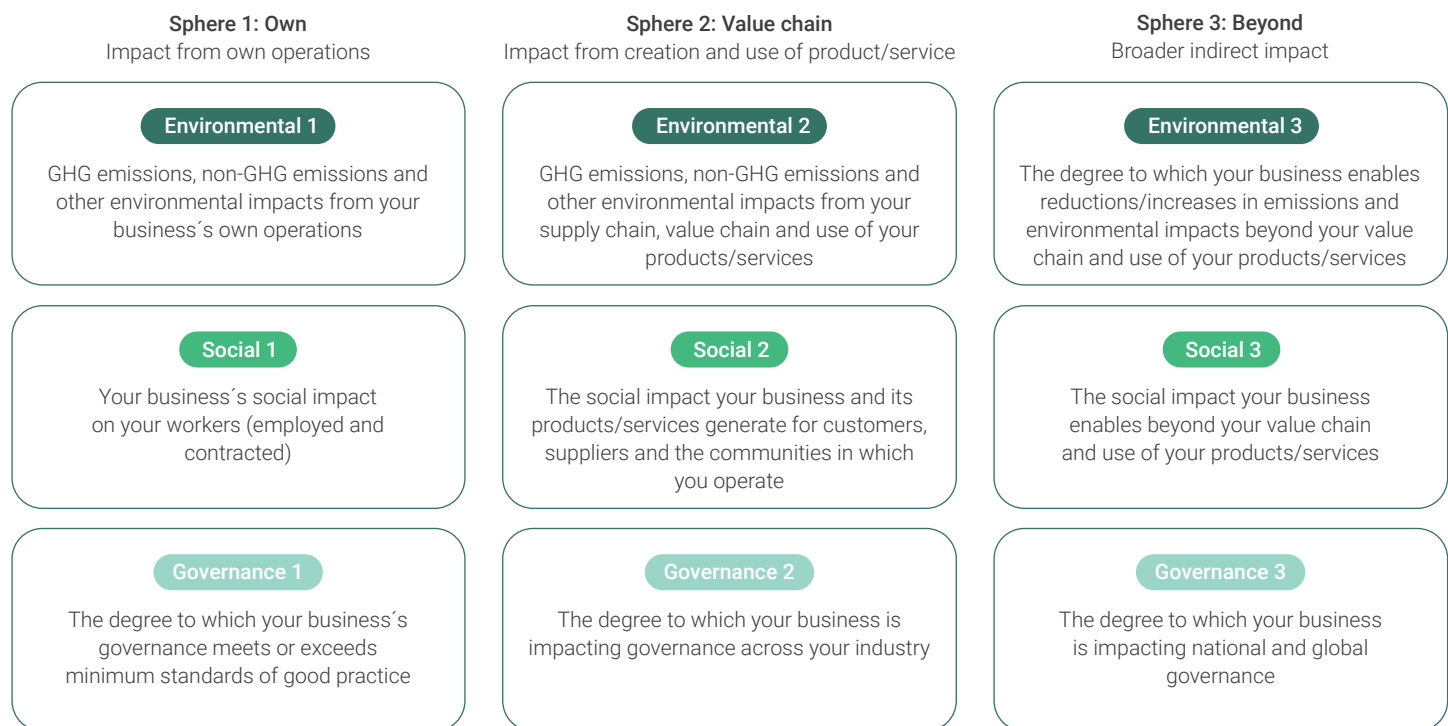 Sphere 1: Own
Impact from own operations
Sphere 2: Value chain
Impact from creation and use of product/service
Sphere 3: Beyond
Broader indirect impact
Environmental 1
GHG emissions, non-GHG emissions and
other environmental impacts from your
business´s own operations
Environmental 2
GHG emissions, non-GHG emissions and
other environmental impacts from your
supply chain, value chain and use of your
products/services
Environmental 3
The degree to which your business enables
reductions/increases in emissions and
environmental impacts beyond your value
chain and use of your products/services
Social 1
Your business´s social impact
on your workers (employed and
contracted)
Social 2
The social impact your business and its
products/services generate for customers,
suppliers and the communities in which
you operate
Social 3
The social impact your business
enables beyond your value chain
and use of your products/services
Governance 1
The degree to which your business´s
governance meets or exceeds
minimum standards of good practice
Governance 2
The degree to which your business is
impacting governance across your industry
Governance 3
The degree to which your business
is impacting national and global
governance